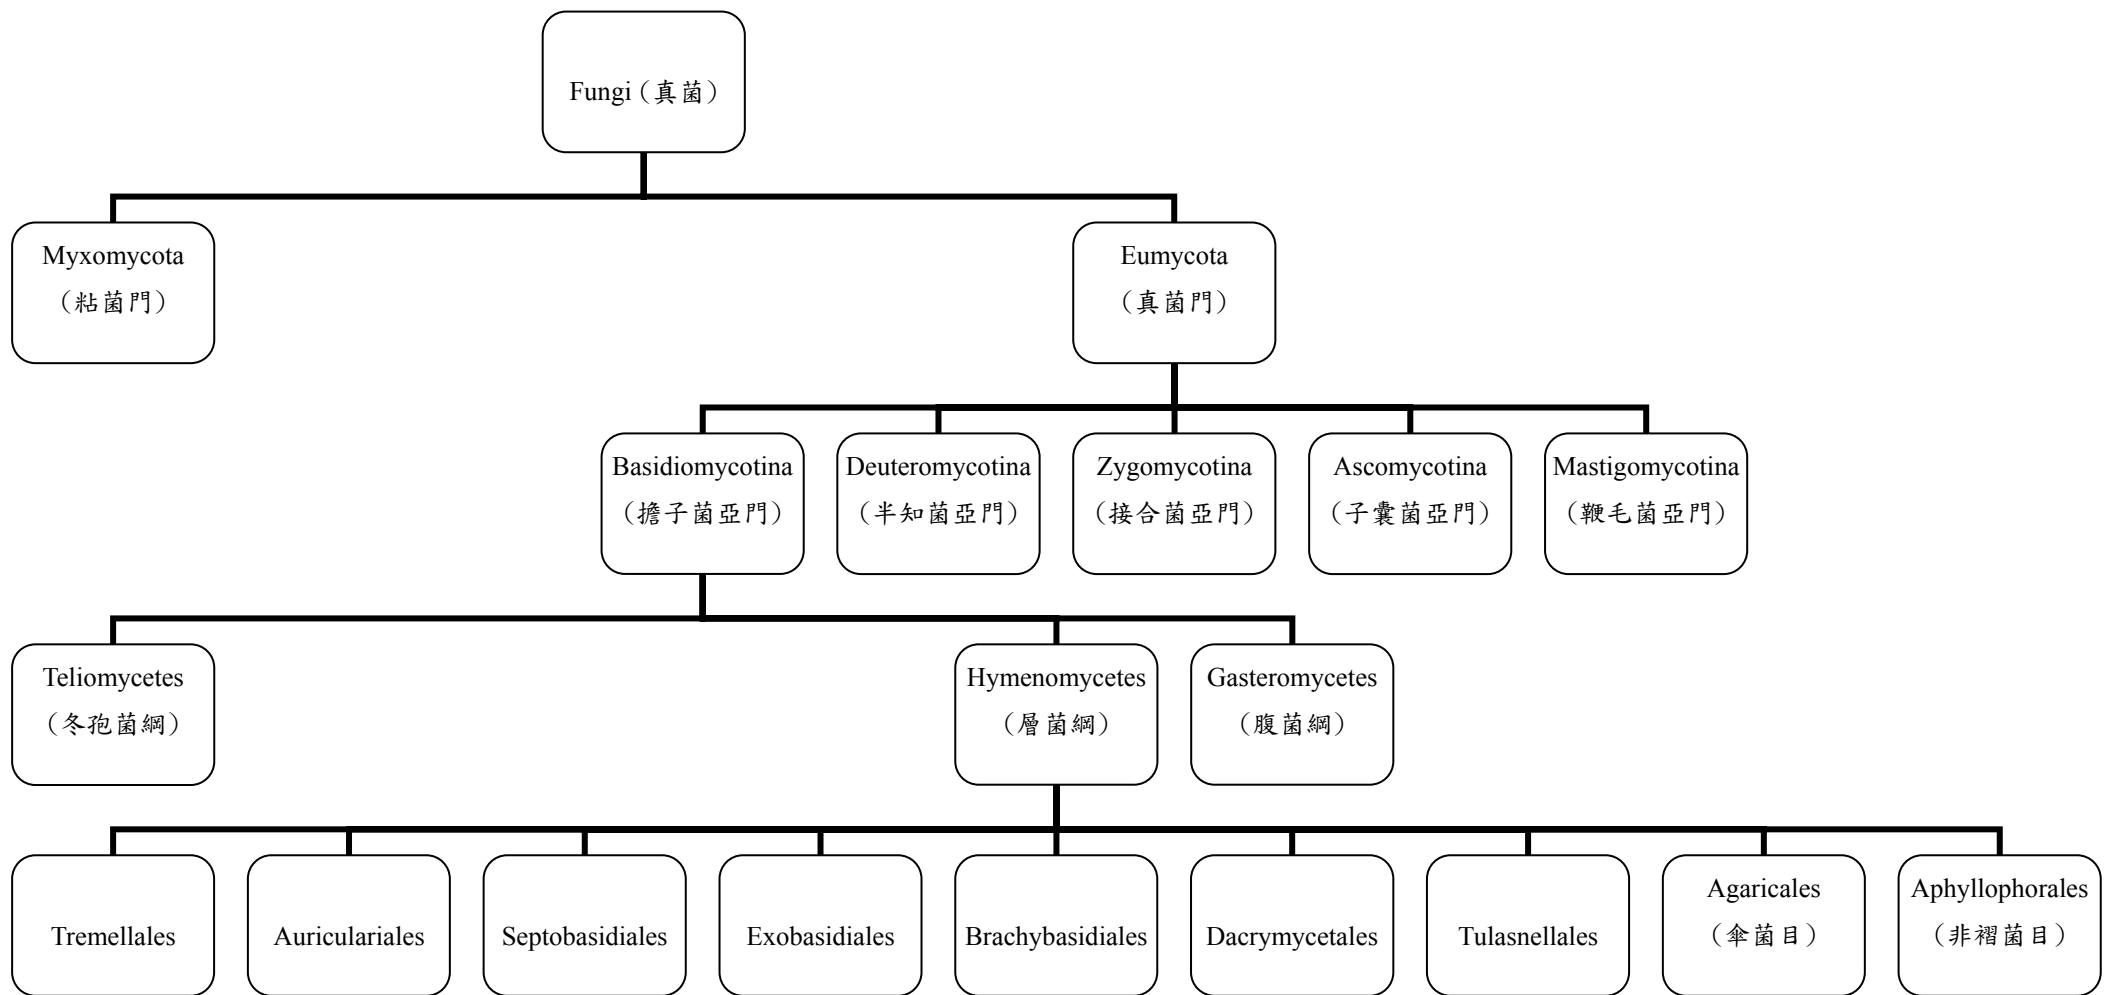 Fungi（真菌）
Myxomycota
（粘菌門）
Eumycota
（真菌門）
Basidiomycotina
（擔子菌亞門）
Deuteromycotina
（半知菌亞門）
Zygomycotina
（接合菌亞門）
Ascomycotina
（子囊菌亞門）
Mastigomycotina
（鞭毛菌亞門）
Teliomycetes
（冬孢菌綱）
Hymenomycetes
（層菌綱）
Gasteromycetes
（腹菌綱）
Tremellales
Auriculariales
Septobasidiales
Exobasidiales
Brachybasidiales
Dacrymycetales
Tulasnellales
Agaricales
（傘菌目）
Aphyllophorales
（非褶菌目）